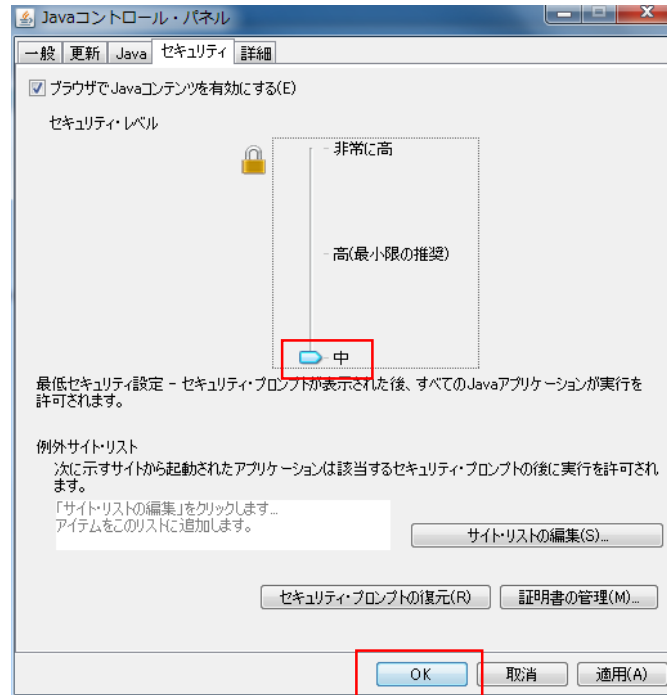 Javaコントロール・パネル
一般 更新 Java セキュリティ 詳細
ブラウザでJavaコンテンツを有効にする(E)
セキュリティ・レベル
非常に高
高(最小限の推奨)
中
最低セキュリティ設定 - セキュリティ・プロンプトが表示された後、すべてのJavaアプリケーションが実行を
許可されます。
例外サイト・リスト
次に示すサイトから起動されたアプリケーションは該当するセキュリティ・プロンプトの後に実行を許可され
ます。
「サイト・リストの編集」をクリックします...
アイテムをこのリストに追加します。
サイト・リストの編集(S)...
セキュリティ・プロンプトの復元(R) 証明書の管理(M)...
OK 取消 適用(A)